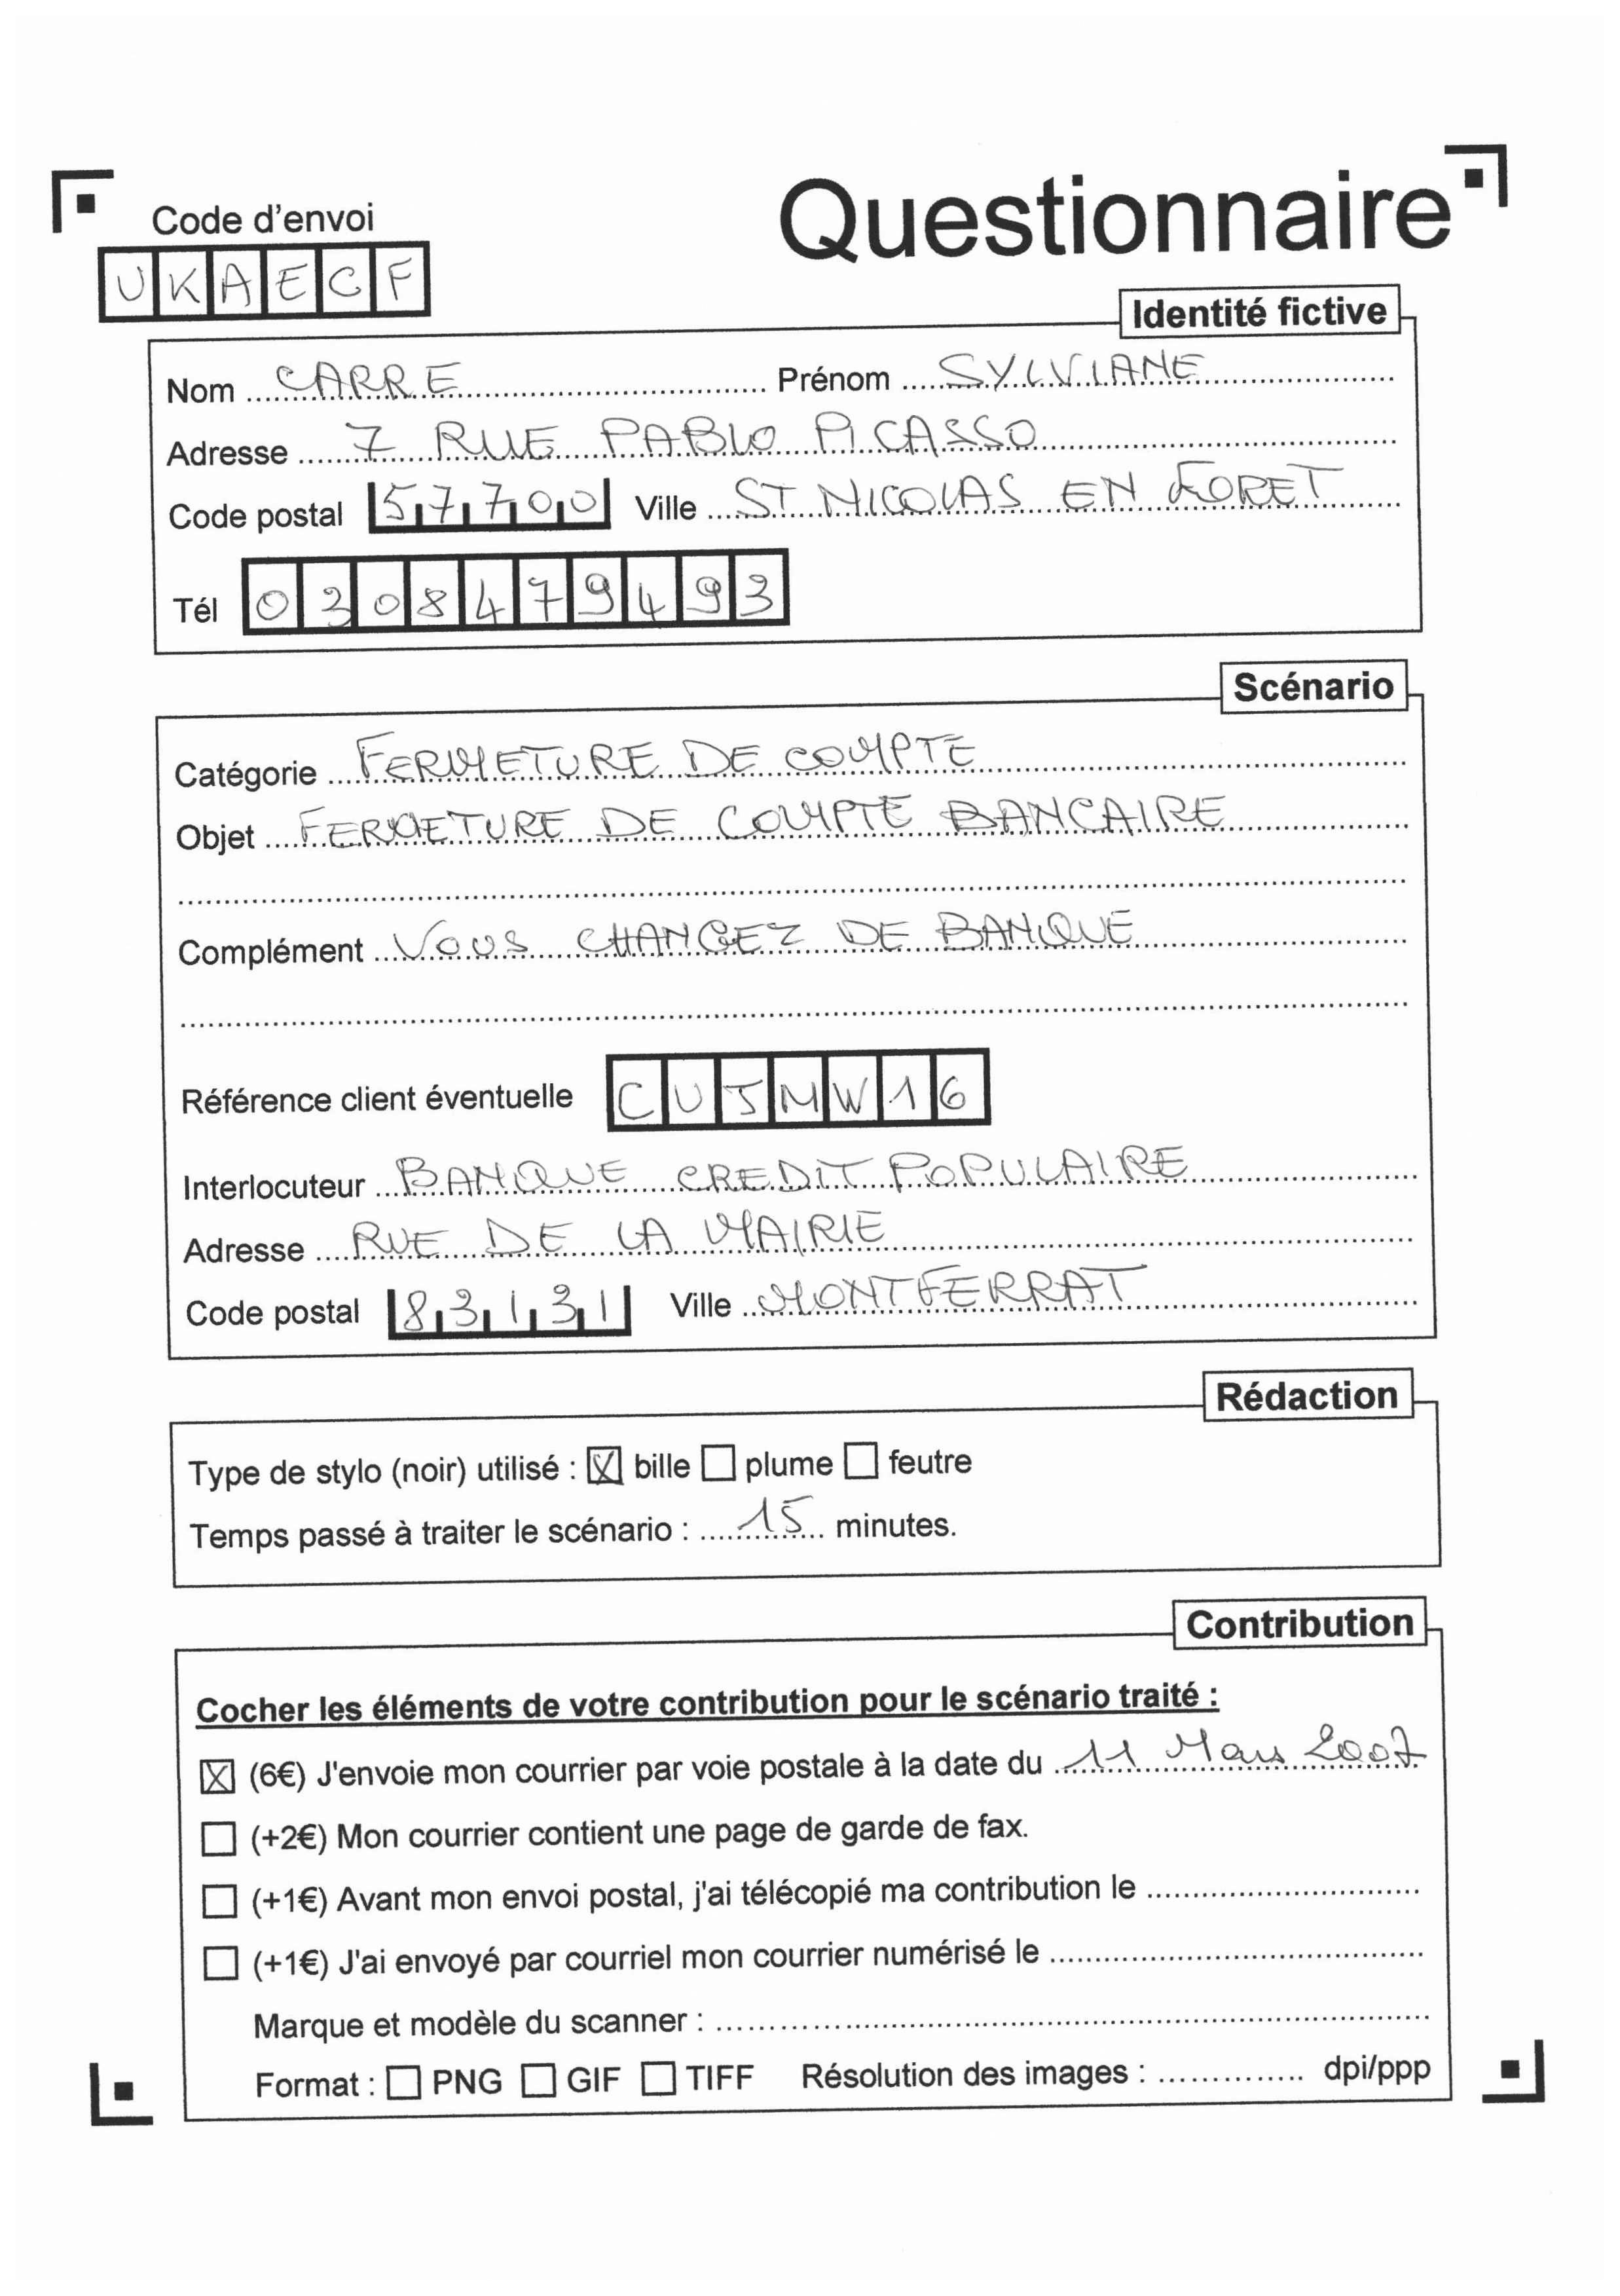 Questionnaire
Code d'envoi
UKAECF
Identité fictive
Nom CARRE Prénom SYLVIANE
Adresse 7 RUE PABLO PICASSO
Code postal 57700 Ville ST NICOLAS EN FORET
Tél 0308479493
Scénario
Catégorie FERMETURE DE COMPTE
Objet FERMETURE DE COMPTE BANCAIRE
Complément VOUS CHANGEZ DE BANQUE
Référence client éventuelle CUJMW16
Interlocuteur BANQUE CREDIT POPULAIRE
Adresse RUE DE LA MAIRIE
Code postal 83131 Ville MONTFERRAT
Rédaction
Type de stylo (noir) utilisé : ☒ bille ☐ plume ☐ feutre
Temps passé à traiter le scénario : 15 minutes.
Contribution
Cocher les éléments de votre contribution pour le scénario traité :
☒ (6€) J'envoie mon courrier par voie postale à la date du 11 Mars 2007
☐ (+2€) Mon courrier contient une page de garde de fax.
☐ (+1€) Avant mon envoi postal, j'ai télécopié ma contribution le
☐ (+1€) J'ai envoyé par courriel mon courrier numérisé le
Marque et modèle du scanner :
Format : ☐ PNG ☐ GIF ☐ TIFF Résolution des images : dpi/ppp